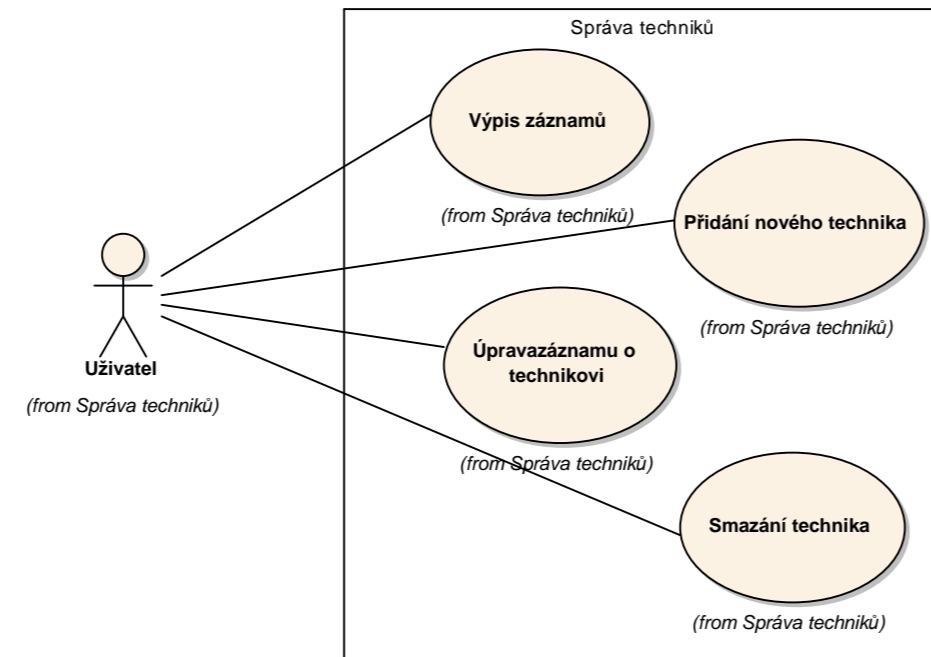 Správa techniků
Výpis záznamů
(from Správa techniků)
Přidání nového technika
(from Správa techniků)
Uživatel
(from Správa techniků)
Úpravazáznamu o
technikovi
(from Správa techniků)
Smazání technika
(from Správa techniků)